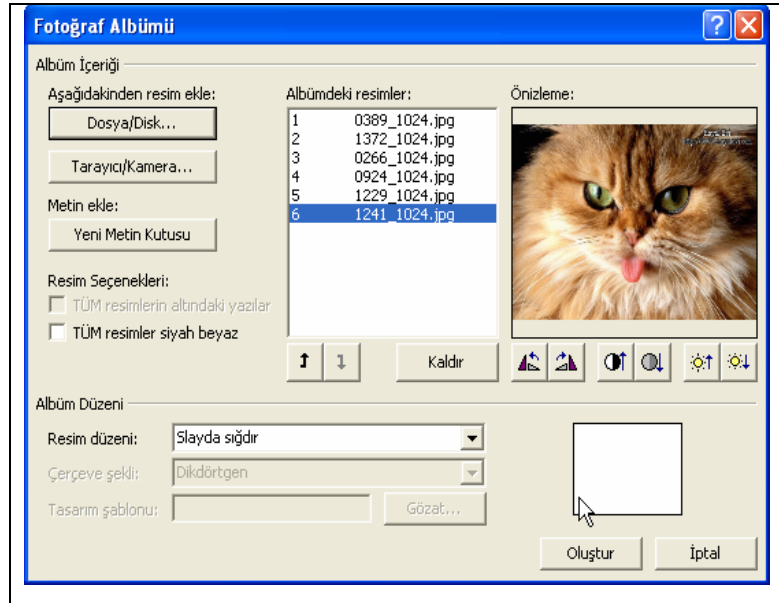 Fotoğraf Albümü
Albüm İçeriği
Aşağıdakinden resim ekle:
Dosya/Disk...
Tarayıcı/Kamera...
Metin ekle:
Yeni Metin Kutusu
Resim Seçenekleri:
TÜM resimlerin altındaki yazılar
TÜM resimler siyah beyaz
Albümdeki resimler:
1 0389_1024.jpg
2 1372_1024.jpg
3 0266_1024.jpg
4 0924_1024.jpg
5 1229_1024.jpg
6 1241_1024.jpg
Kaldır
Önizleme:
Albüm Düzeni
Resim düzeni: Slayda sığdır
Çerçeve şekli: Dikdörtgen
Tasarım şablonu: Gözat...
Oluştur İptal